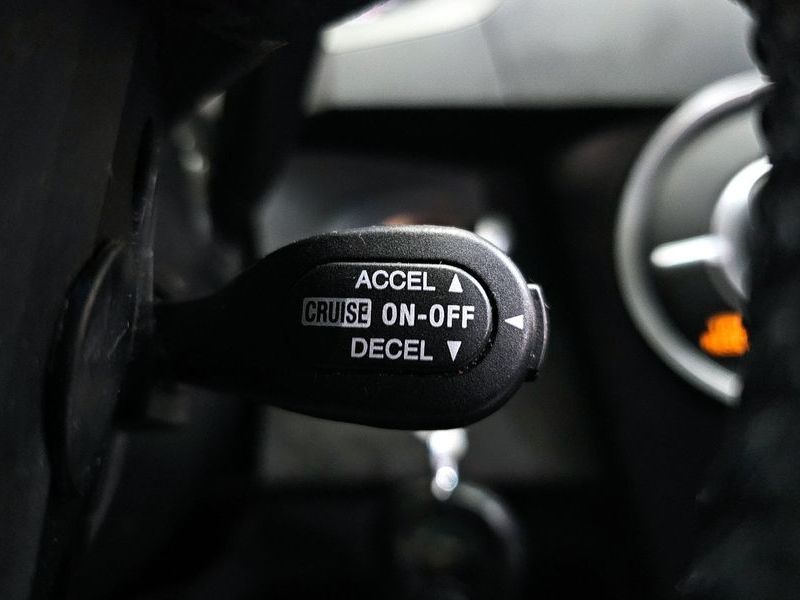 ACCEL ▲
CRUISE ON-OFF ◀
DECEL ▼